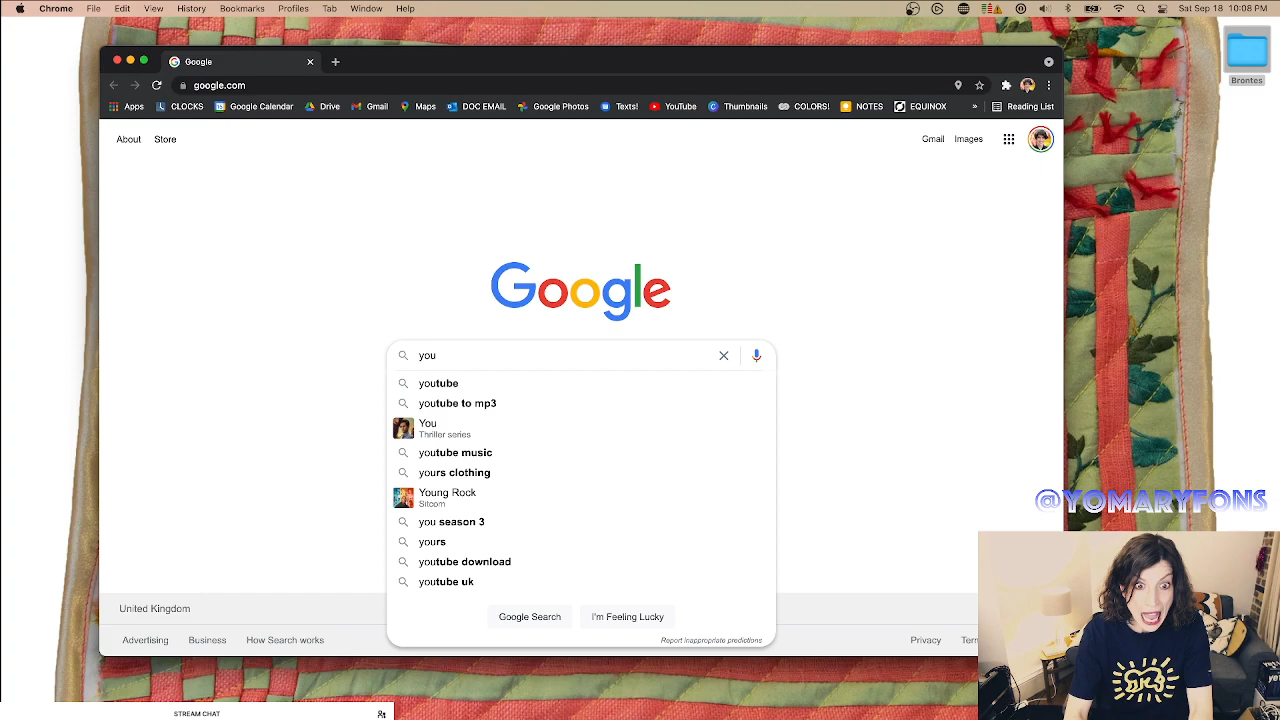 Chrome File Edit View History Bookmarks Profiles Tab Window Help Sat Sep 18
Brontes
Google
google.com
Apps CLOCKS Google Calendar Drive Gmail Maps DOC EMAIL Google Photos Texts! YouTube Thumbnails COLORS! NOTES EQUINOX » Reading List
About Store Gmail Images
Google
you
youtube
youtube to mp3
You
Thriller series
youtube music
yours clothing
Young Rock
Sitcom
you season 3
yours
youtube download
youtube uk
Google Search I'm Feeling Lucky
Report inappropriate predictions
United Kingdom
Advertising Business How Search works Privacy
@YOMARYFONS
STREAM CHAT